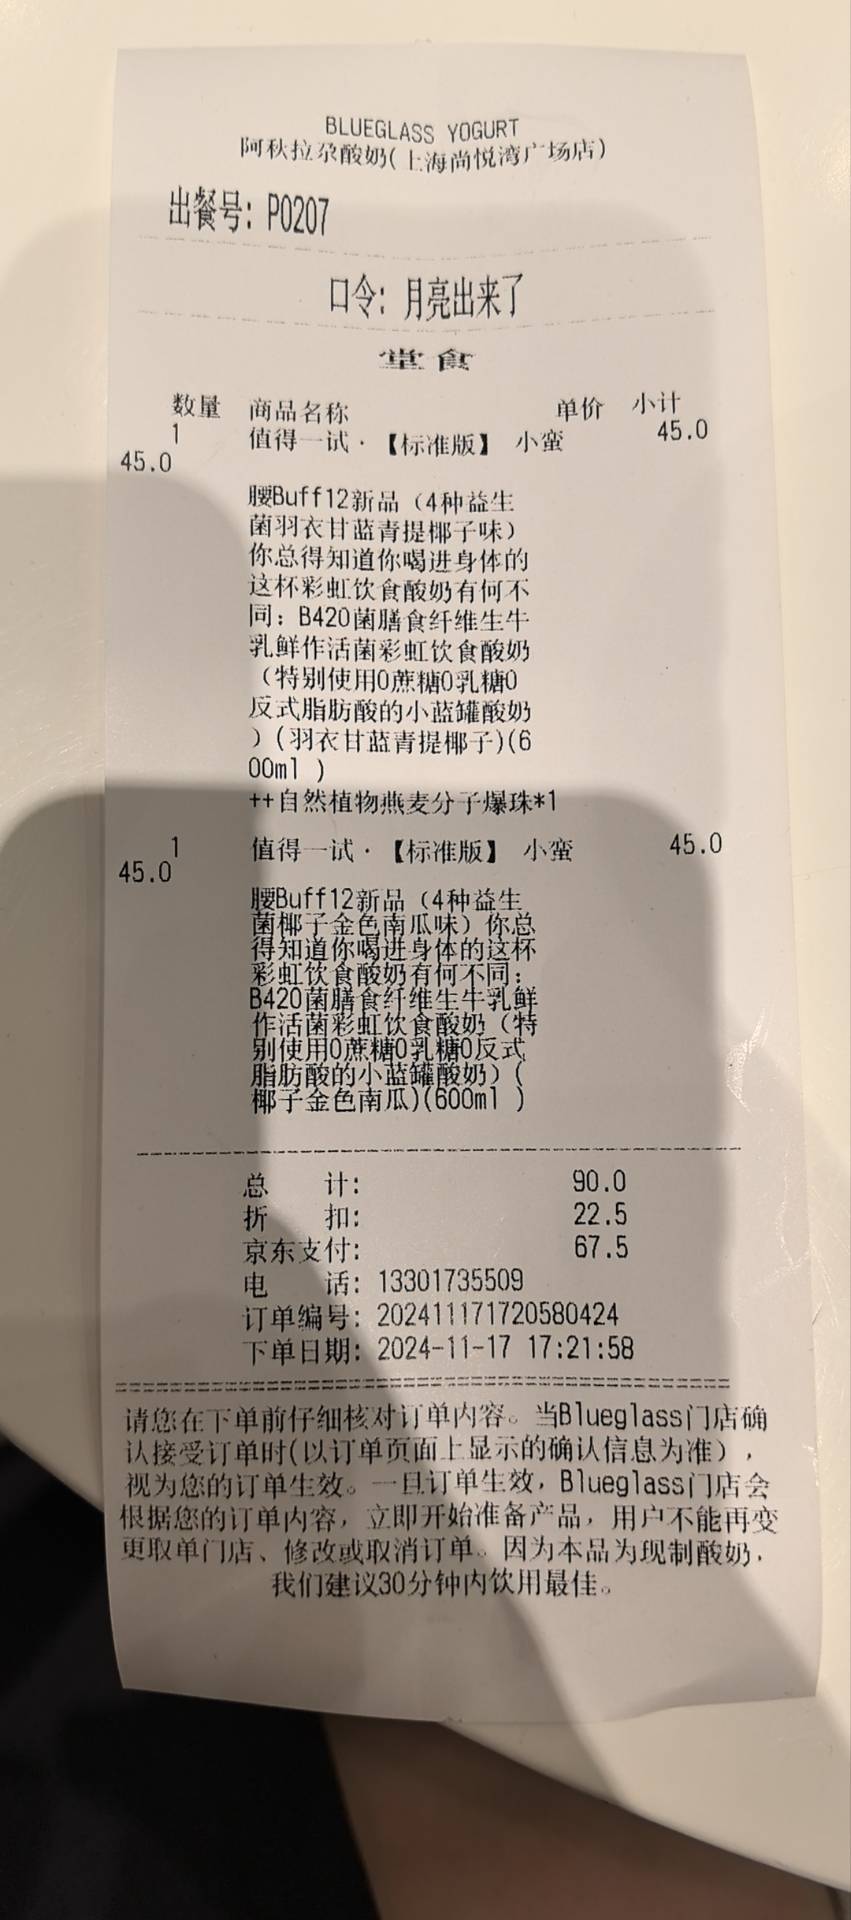 BLUEGLASS YOGURT
阿秋拉尕酸奶(上海尚悦湾广场店)
出餐号: P0207
口令: 月亮出来了
堂食
数量 商品名称 单价 小计
1 值得一试·【标准版】 小蛮 45.0
45.0
腰Buff12新品（4种益生
菌羽衣甘蓝青提椰子味）
你总得知道你喝进身体的
这杯彩虹饮食酸奶有何不
同：B420菌膳食纤维生牛
乳鲜作活菌彩虹饮食酸奶
（特别使用0蔗糖0乳糖0
反式脂肪酸的小蓝罐酸奶
）(羽衣甘蓝青提椰子)(6
00ml )
++自然植物燕麦分子爆珠*1
1 值得一试·【标准版】 小蛮 45.0
45.0
腰Buff12新品（4种益生
菌椰子金色南瓜味）你总
得知道你喝进身体的这杯
彩虹饮食酸奶有何不同：
B420菌膳食纤维生牛乳鲜
作活菌彩虹饮食酸奶（特
别使用0蔗糖0乳糖0反式
脂肪酸的小蓝罐酸奶）(
椰子金色南瓜)(600ml )
总 计: 90.0
折 扣: 22.5
京东支付: 67.5
电 话: 13301735509
订单编号: 202411171720580424
下单日期: 2024-11-17 17:21:58
请您在下单前仔细核对订单内容。当Blueglass门店确
认接受订单时(以订单页面上显示的确认信息为准），
视为您的订单生效。一旦订单生效，Blueglass门店会
根据您的订单内容，立即开始准备产品，用户不能再变
更取单门店、修改或取消订单。因为本品为现制酸奶，
我们建议30分钟内饮用最佳。